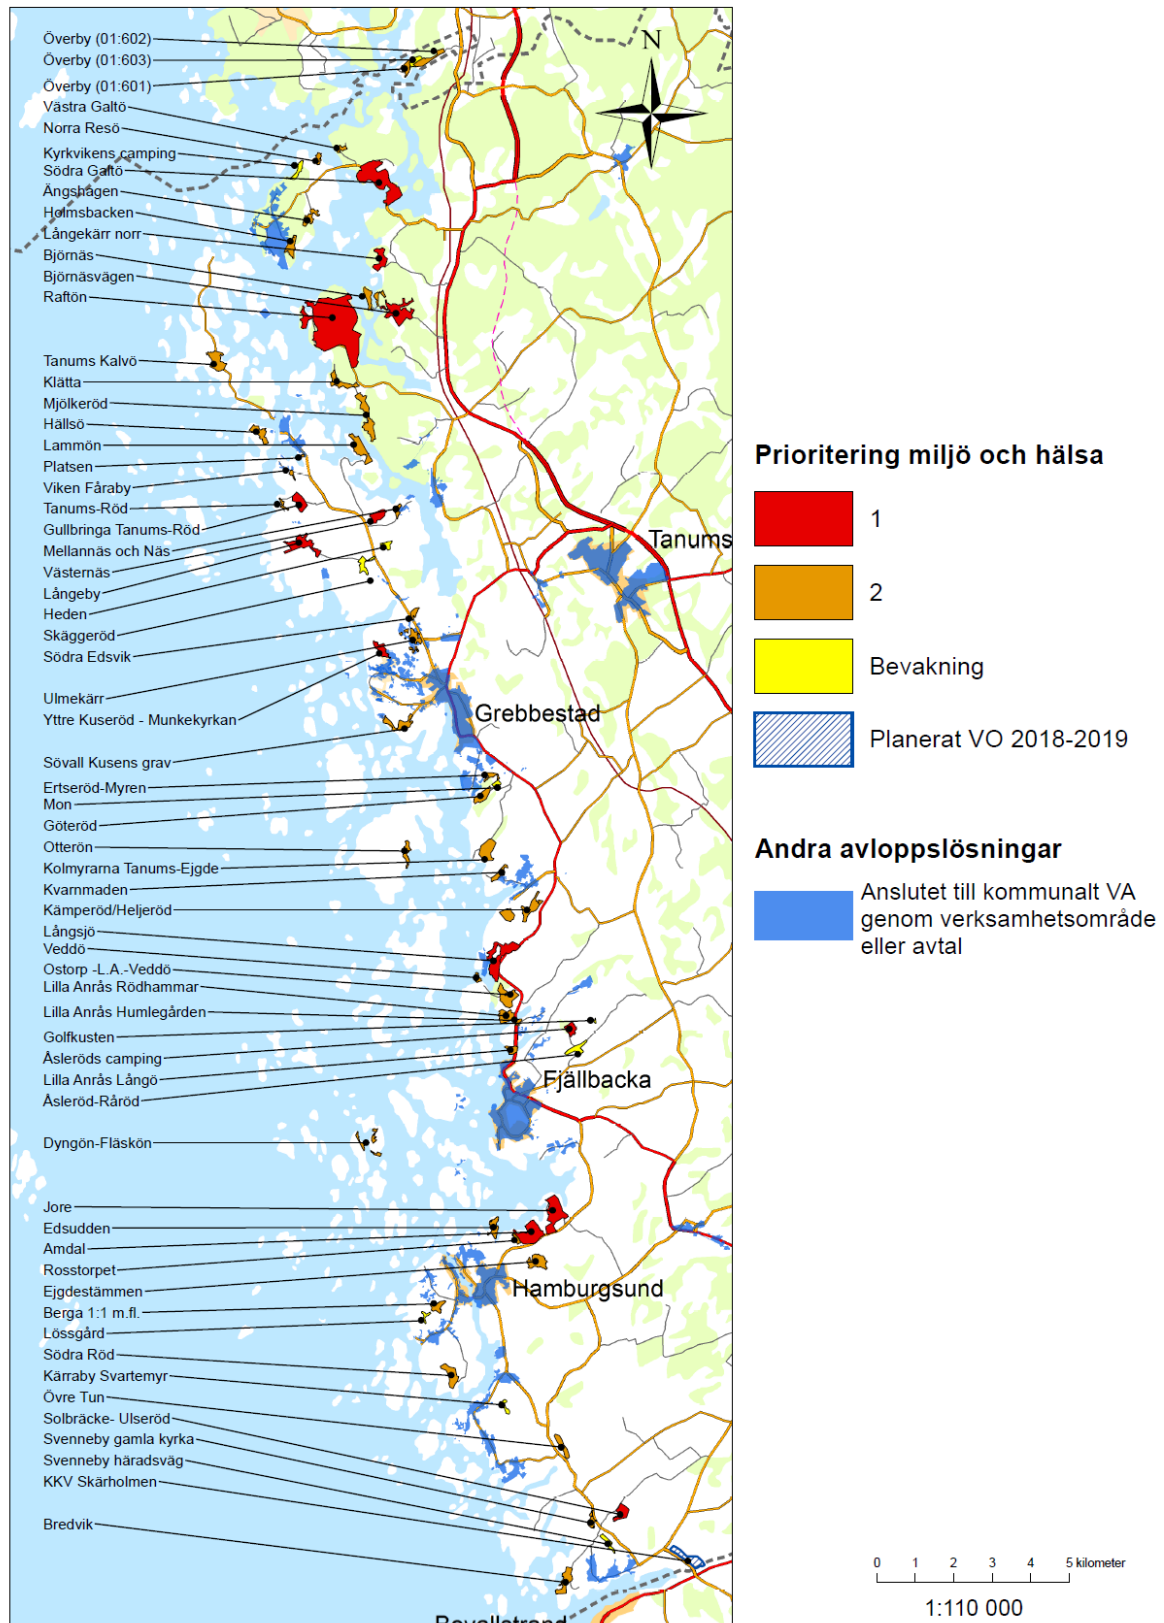 Överby (01:602)
Överby (01:603)
Överby (01:601)
Västra Galtö
Norra Resö
Kyrkvikens camping
Södra Galtö
Ängshagen
Holmsbacken
Långekärr norr
Björnäs
Björnäsvägen
Raftön
Tanums Kalvö
Klätta
Mjölkeröd
Hällsö
Lammön
Platsen
Viken Fåraby
Tanums-Röd
Gullbringa Tanums-Röd
Mellannäs och Näs
Västernäs
Långeby
Heden
Skäggeröd
Södra Edsvik
Ulmekärr
Yttre Kuseröd - Munkekyrkan
Sövall Kusens grav
Ertseröd-Myren
Mon
Göteröd
Otterön
Kolmyrarna Tanums-Ejgde
Kvarnmaden
Kämperöd/Heljeröd
Långsjö
Veddö
Ostorp -L.A.-Veddö
Lilla Anrås Rödhammar
Lilla Anrås Humlegården
Golfkusten
Åsleröds camping
Lilla Anrås Långö
Åsleröd-Råröd
Dyngön-Fläskön
Jore
Edsudden
Amdal
Rosstorpet
Ejgdestämmen
Berga 1:1 m.fl.
Lössgård
Södra Röd
Kärraby Svartemyr
Övre Tun
Solbräcke- Ulseröd
Svenneby gamla kyrka
Svenneby häradsväg
KKV Skärholmen
Bredvik
N
Tanums
Grebbestad
Fjällbacka
Hamburgsund
Prioritering miljö och hälsa
1
2
Bevakning
Planerat VO 2018-2019
Andra avloppslösningar
Anslutet till kommunalt VA
genom verksamhetsområde
eller avtal
0 1 2 3 4 5 kilometer
1:110 000